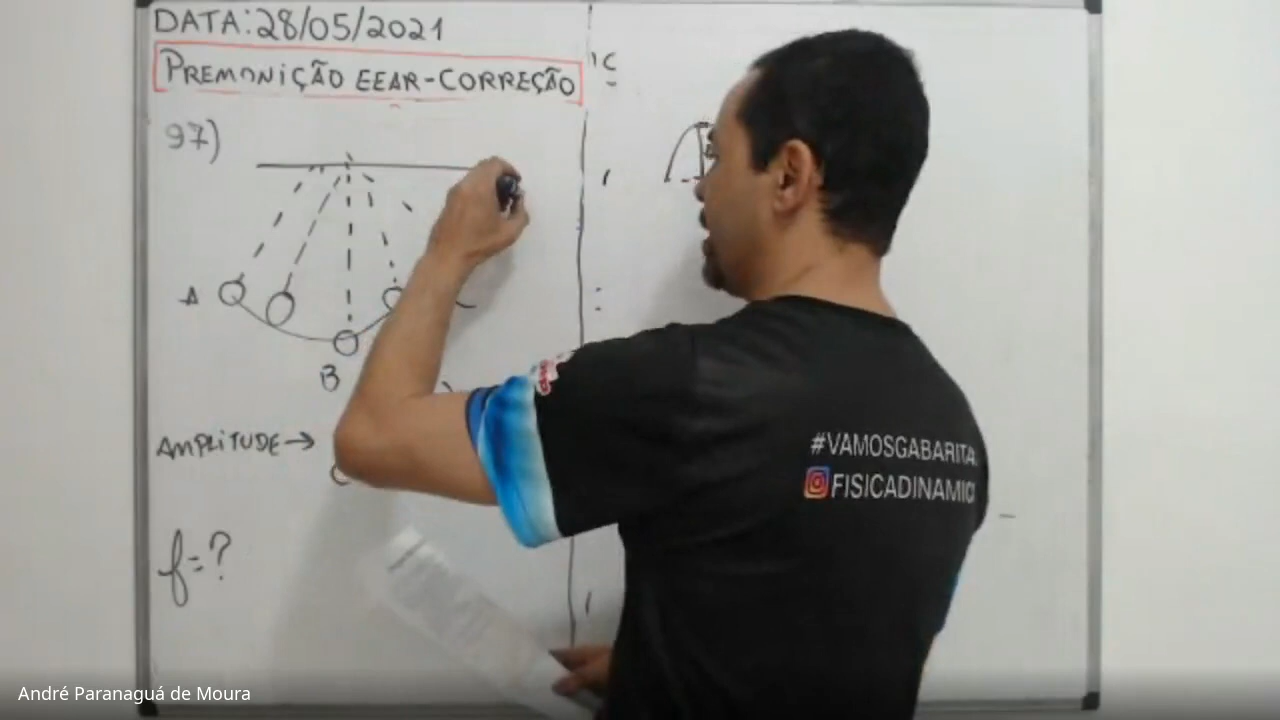 DATA: 28/05/2021
PREMONIÇÃO EEAR-CORREÇÃO
97)
A
B
AMPLITUDE→
f=?
#VAMOSGABARITA
FISICADINAMIC
André Paranaguá de Moura